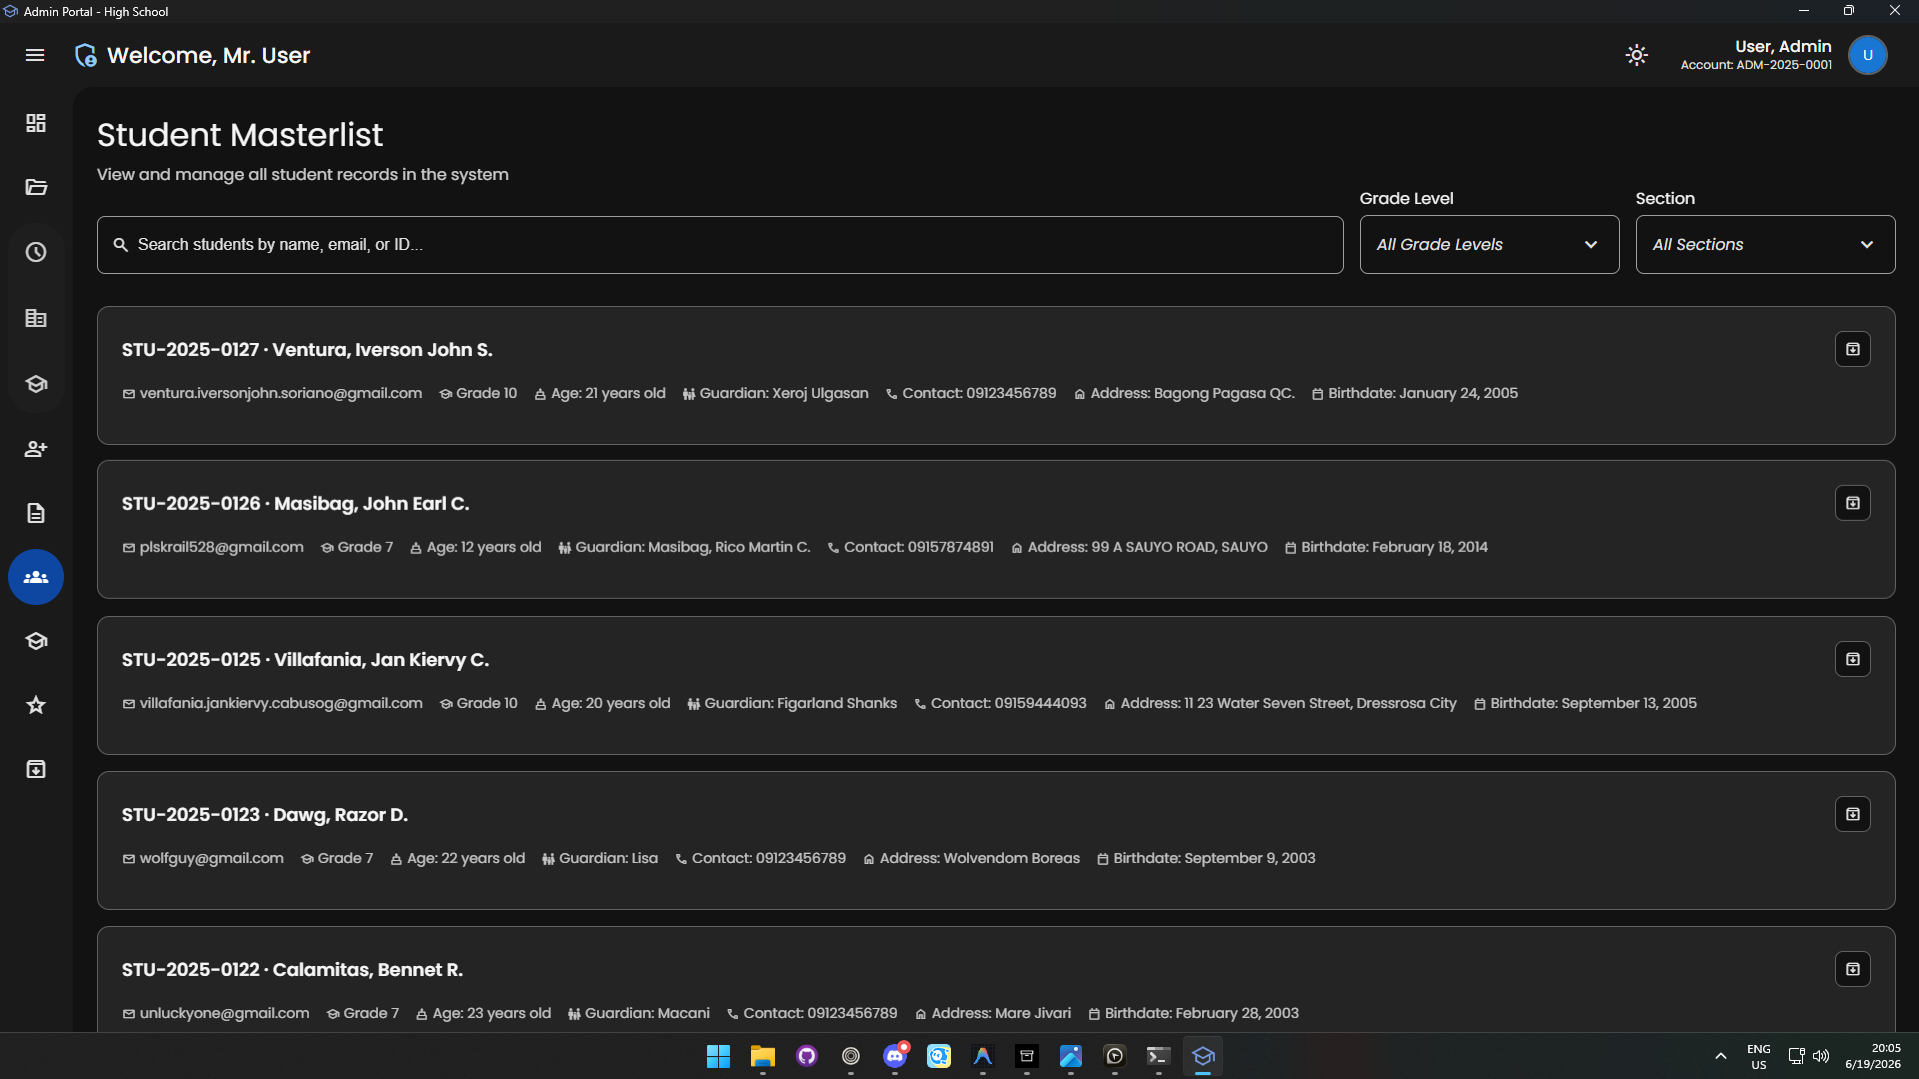 Admin Portal - High School
Welcome, Mr. User
User, Admin
Account: ADM-2025-0001
U
Student Masterlist
View and manage all student records in the system
Grade Level
Section
Search students by name, email, or ID...
All Grade Levels
All Sections
STU-2025-0127 · Ventura, Iverson John S.
ventura.iversonjohn.soriano@gmail.com Grade 10 Age: 21 years old Guardian: Xeroj Ulgasan Contact: 09123456789 Address: Bagong Pagasa QC. Birthdate: January 24, 2005
STU-2025-0126 · Masibag, John Earl C.
plskrail528@gmail.com Grade 7 Age: 12 years old Guardian: Masibag, Rico Martin C. Contact: 09157874891 Address: 99 A SAUYO ROAD, SAUYO Birthdate: February 18, 2014
STU-2025-0125 · Villafania, Jan Kiervy C.
villafania.jankiervy.cabusog@gmail.com Grade 10 Age: 20 years old Guardian: Figarland Shanks Contact: 09159444093 Address: 11 23 Water Seven Street, Dressrosa City Birthdate: September 13, 2005
STU-2025-0123 · Dawg, Razor D.
wolfguy@gmail.com Grade 7 Age: 22 years old Guardian: Lisa Contact: 09123456789 Address: Wolvendom Boreas Birthdate: September 9, 2003
STU-2025-0122 · Calamitas, Bennet R.
unluckyone@gmail.com Grade 7 Age: 23 years old Guardian: Macani Contact: 09123456789 Address: Mare Jivari Birthdate: February 28, 2003
ENG
US
20:05
6/19/2026